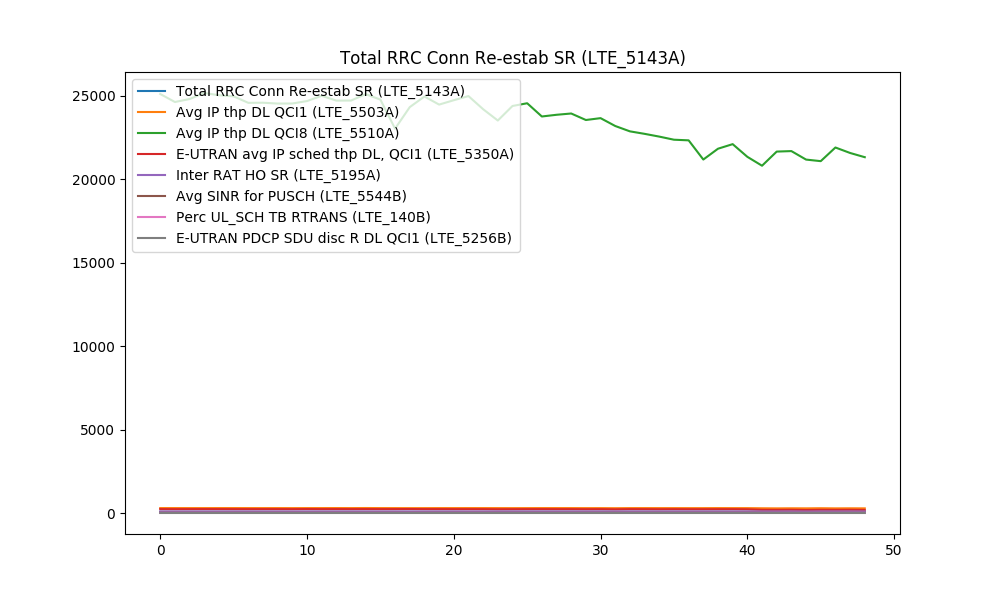 Total RRC Conn Re-estab SR (LTE_5143A)
25000
20000
15000
10000
5000
0
Total RRC Conn Re-estab SR (LTE_5143A)
Avg IP thp DL QCI1 (LTE_5503A)
Avg IP thp DL QCI8 (LTE_5510A)
E-UTRAN avg IP sched thp DL, QCI1 (LTE_5350A)
Inter RAT HO SR (LTE_5195A)
Avg SINR for PUSCH (LTE_5544B)
Perc UL_SCH TB RTRANS (LTE_140B)
E-UTRAN PDCP SDU disc R DL QCI1 (LTE_5256B)
0 10 20 30 40 50